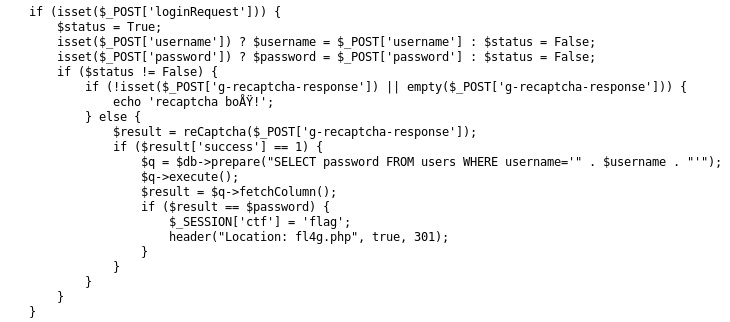 if (isset($_POST['loginRequest'])) {
$status = True;
isset($_POST['username']) ? $username = $_POST['username'] : $status = False;
isset($_POST['password']) ? $password = $_POST['password'] : $status = False;
if ($status != False) {
if (!isset($_POST['g-recaptcha-response']) || empty($_POST['g-recaptcha-response'])) {
echo 'recaptcha boÅŸ!';
} else {
$result = reCaptcha($_POST['g-recaptcha-response']);
if ($result['success'] == 1) {
$q = $db->prepare("SELECT password FROM users WHERE username='" . $username . "'");
$q->execute();
$result = $q->fetchColumn();
if ($result == $password) {
$_SESSION['ctf'] = 'flag';
header("Location: fl4g.php", true, 301);
}
}
}
}
}